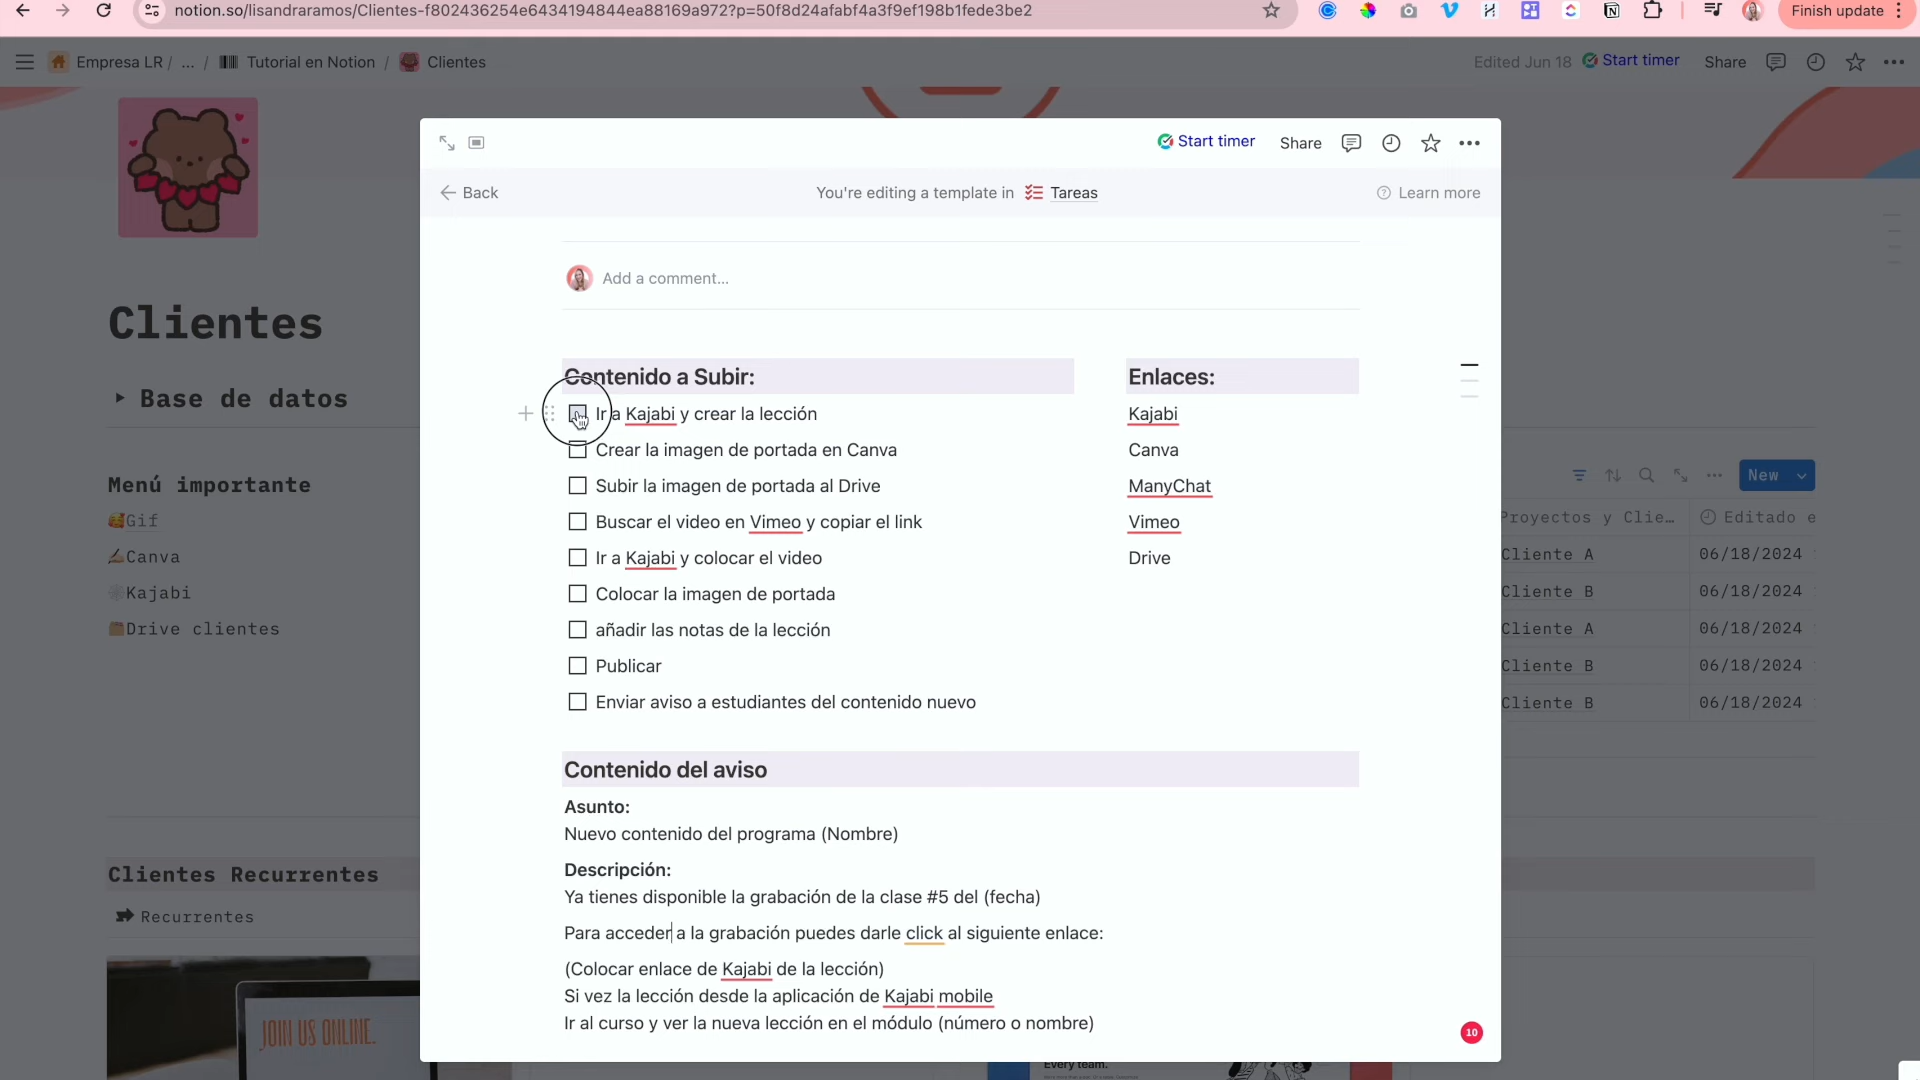 notion.so/lisandraramos/Clientes-f802436254e6434194844ea88169a972?p=50f8d24afabf4a3f9ef198b1fede3be2
Finish update
Empresa LR / ... / Tutorial en Notion / Clientes
Edited Jun 18 Start timer Share
Start timer Share
Back
You're editing a template in Tareas
Learn more
Add a comment...
Clientes
Base de datos
Menú importante
Gif
Canva
Kajabi
Drive clientes
Contenido a Subir:
Ir a Kajabi y crear la lección
Crear la imagen de portada en Canva
Subir la imagen de portada al Drive
Buscar el video en Vimeo y copiar el link
Ir a Kajabi y colocar el video
Colocar la imagen de portada
añadir las notas de la lección
Publicar
Enviar aviso a estudiantes del contenido nuevo
Enlaces:
Kajabi
Canva
ManyChat
Vimeo
Drive
New
Proyectos y Clie... Editado e
Cliente A 06/18/2024
Cliente B 06/18/2024
Cliente A 06/18/2024
Cliente B 06/18/2024
Cliente B 06/18/2024
Contenido del aviso
Asunto:
Nuevo contenido del programa (Nombre)
Descripción:
Ya tienes disponible la grabación de la clase #5 del (fecha)
Para acceder a la grabación puedes darle click al siguiente enlace:
(Colocar enlace de Kajabi de la lección)
Si vez la lección desde la aplicación de Kajabi mobile
Ir al curso y ver la nueva lección en el módulo (número o nombre)
10
Clientes Recurrentes
Recurrentes
JOIN US ONLINE.
Every team.